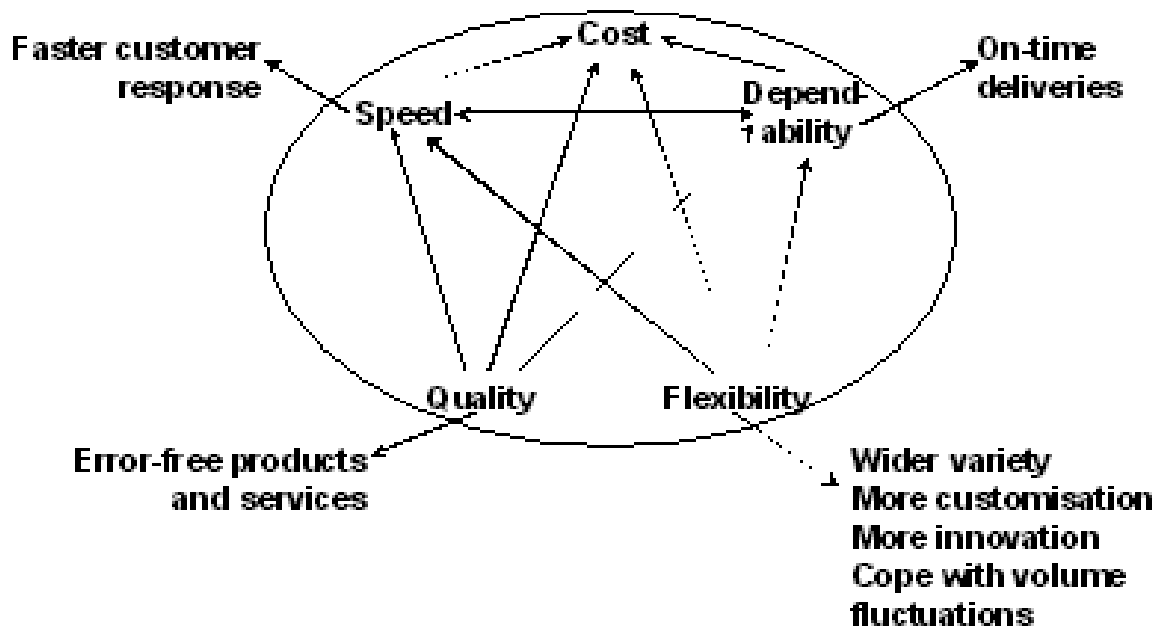 Cost
Faster customer
response
On-time
deliveries
Speed
Depend-
ability
Quality
Flexibility
Error-free products
and services
Wider variety
More customisation
More innovation
Cope with volume
fluctuations